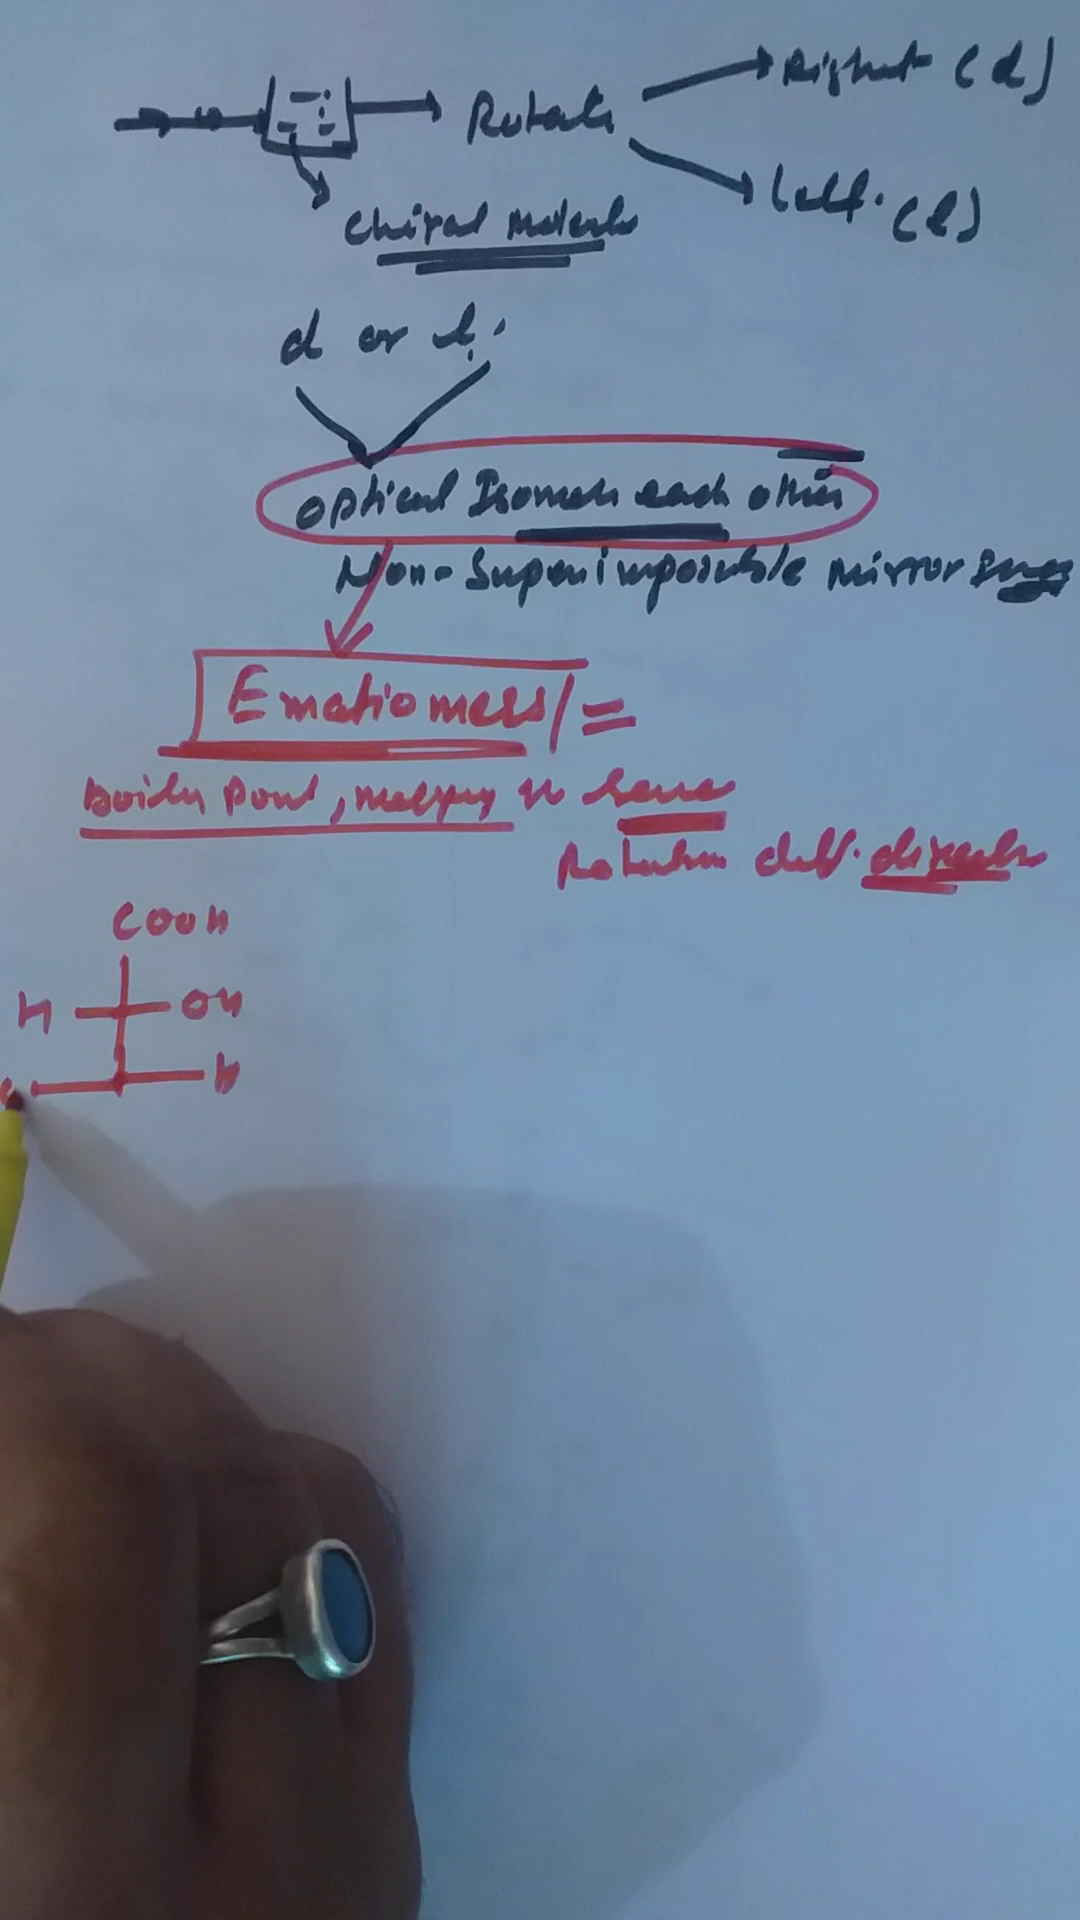 Rotate Right (d)
Left. (l)
Chiral Molecule
d or l.
Optical Isomers each other
Non-Superimposable mirror Image
Enatiomers
boiling Point, melting same
Rotation diff. direction
COOH
H OH
H